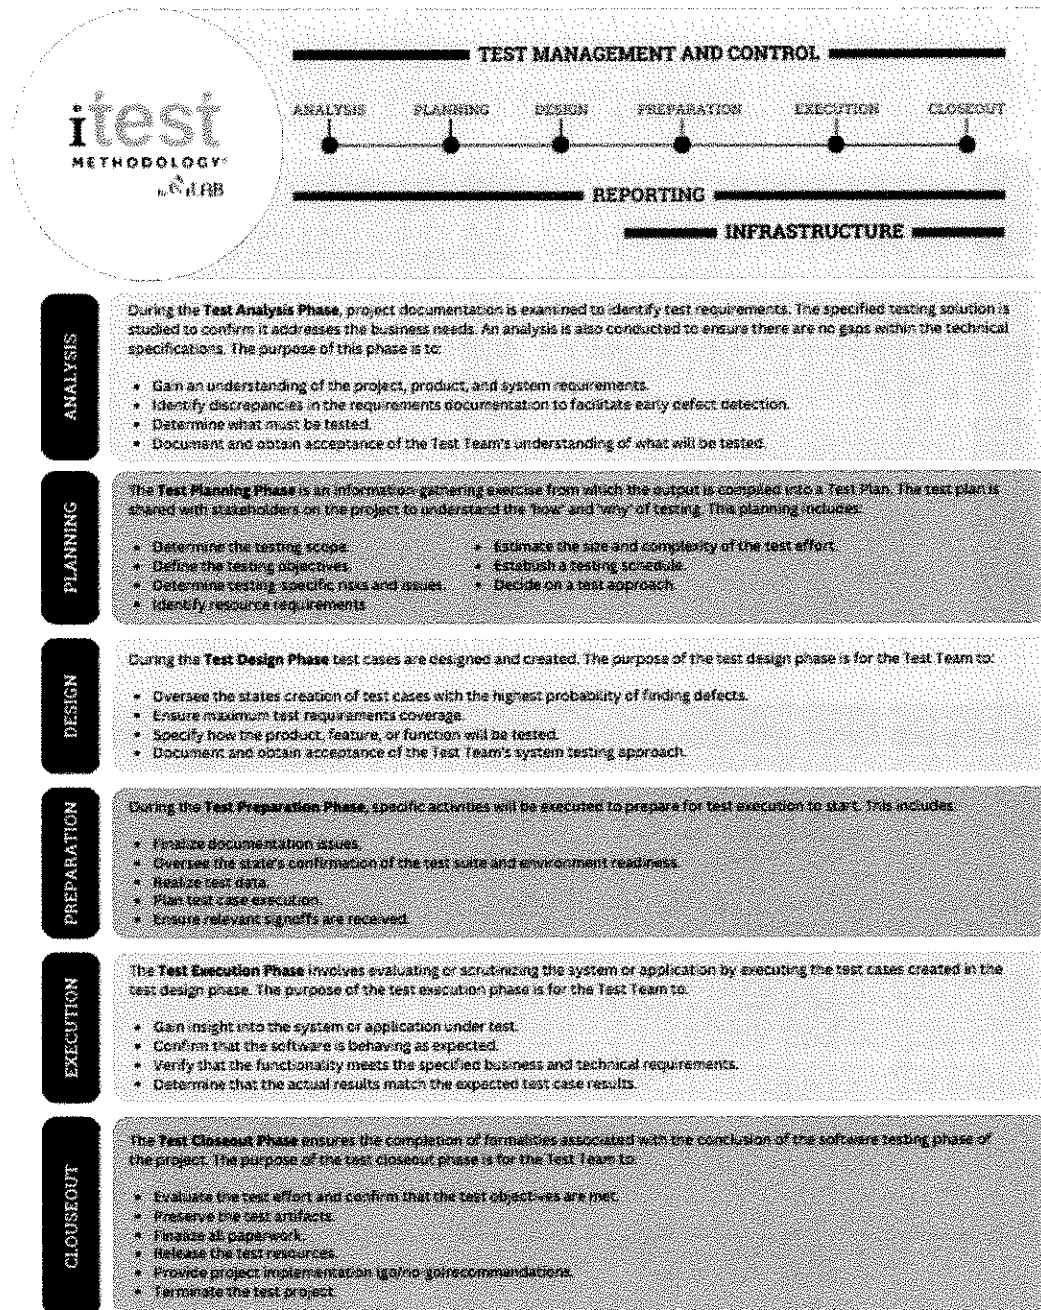 TEST MANAGEMENT AND CONTROL
itest
METHODOLOGY
ANALYSIS PLANNING DESIGN PREPARATION EXECUTION CLOSEOUT
REPORTING
INFRASTRUCTURE
ANALYSIS
During the Test Analysis Phase, project documentation is examined to identify test requirements. The specified testing solution is
studied to confirm it addresses the business needs. An analysis is also conducted to ensure there are no gaps within the technical
specifications. The purpose of this phase is to:
• Gain an understanding of the project, product, and system requirements.
• Identify discrepancies in the requirements documentation to facilitate early defect detection.
• Determine what must be tested.
• Document and obtain acceptance of the Test Team's understanding of what will be tested.
PLANNING
The Test Planning Phase is an information-gathering exercise from which the output is compiled into a Test Plan. The test plan is
shared with stakeholders on the project to understand the 'how' and 'why' of testing. This planning includes:
• Determine the testing scope.
• Define the testing objectives.
• Determine testing-specific risks and issues.
• Identify resource requirements
• Estimate the size and complexity of the test effort.
• Establish a testing schedule.
• Decide on a test approach.
DESIGN
During the Test Design Phase test cases are designed and created. The purpose of the test design phase is for the Test Team to:
• Oversee the states creation of test cases with the highest probability of finding defects.
• Ensure maximum test requirements coverage.
• Specify how the product, feature, or function will be tested.
• Document and obtain acceptance of the Test Team's system testing approach.
PREPARATION
During the Test Preparation Phase, specific activities will be executed to prepare for test execution to start. This includes:
• Finalize documentation issues.
• Oversee the state's confirmation of the test suite and environment readiness.
• Realize test data.
• Plan test case execution.
• Ensure relevant signoffs are received.
EXECUTION
The Test Execution Phase involves evaluating or scrutinizing the system or application by executing the test cases created in the
test design phase. The purpose of the test execution phase is for the Test Team to:
• Gain insight into the system or application under test.
• Confirm that the software is behaving as expected.
• Verify that the functionality meets the specified business and technical requirements.
• Determine that the actual results match the expected test case results.
CLOUSEOUT
The Test Closeout Phase ensures the completion of formalities associated with the conclusion of the software testing phase of
the project. The purpose of the test closeout phase is for the Test Team to:
• Evaluate the test effort and confirm that the test objectives are met.
• Preserve the test artifacts.
• Finalize all paperwork.
• Release the test resources.
• Provide project implementation (go/no-go) recommendations.
• Terminate the test project.